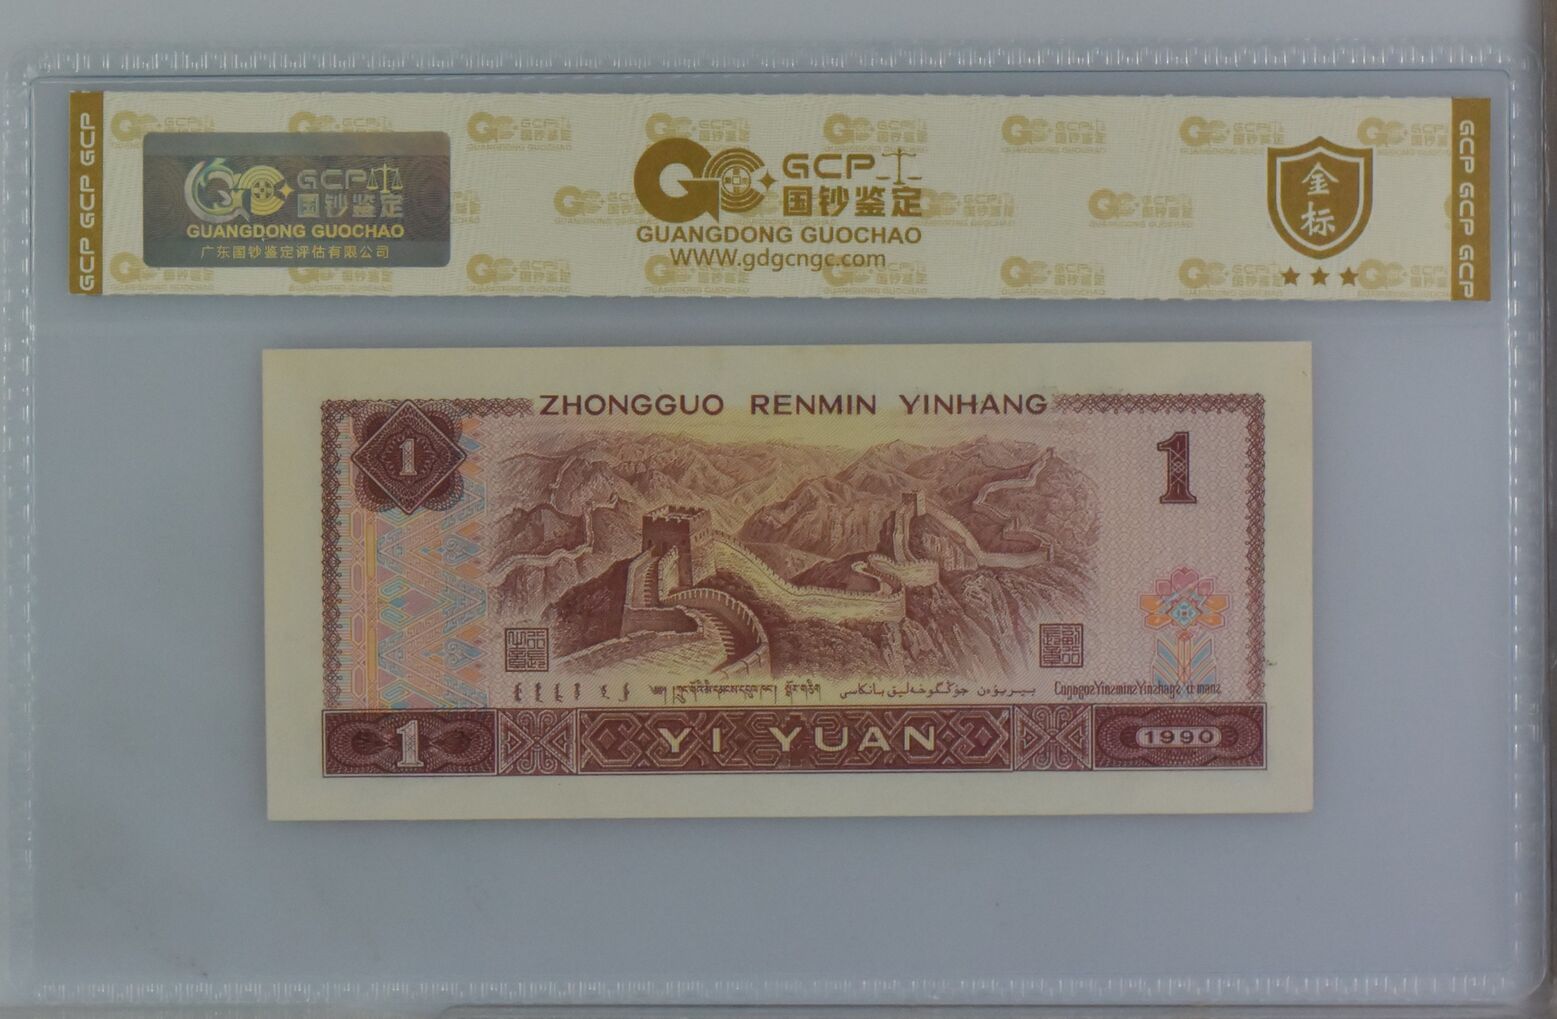 GCP GCP GCP
GCP 国钞鉴定
GUANGDONG GUOCHAO
广东国钞鉴定评估有限公司
GCP 国钞鉴定
GUANGDONG GUOCHAO
WWW.gdgcngc.com
金标
GCP GCP GCP
ZHONGGUO RENMIN YINHANG
1
1
YI YUAN
1
1990